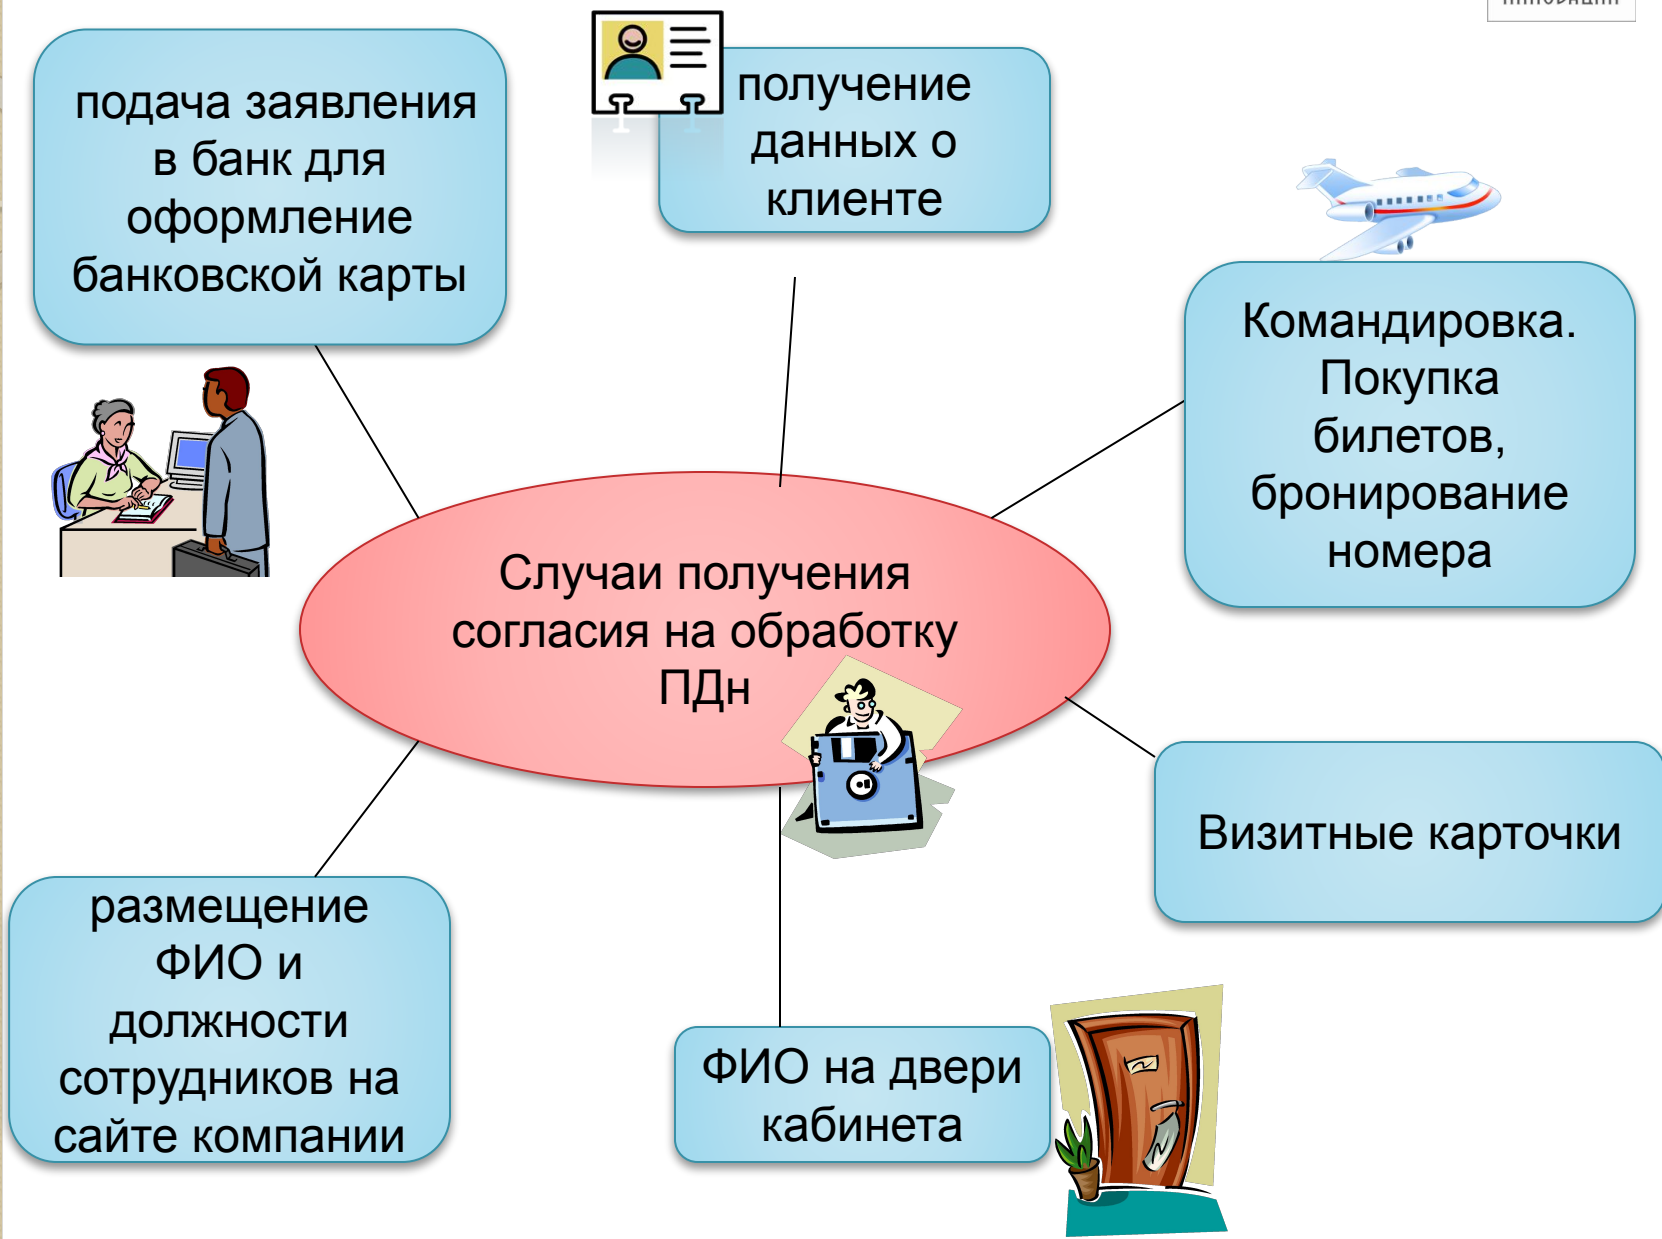 подача заявления
в банк для
оформление
банковской карты
получение
данных о
клиенте
Командировка.
Покупка
билетов,
бронирование
номера
Случаи получения
согласия на обработку
ПДн
Визитные карточки
размещение
ФИО и
должности
сотрудников на
сайте компании
ФИО на двери
кабинета